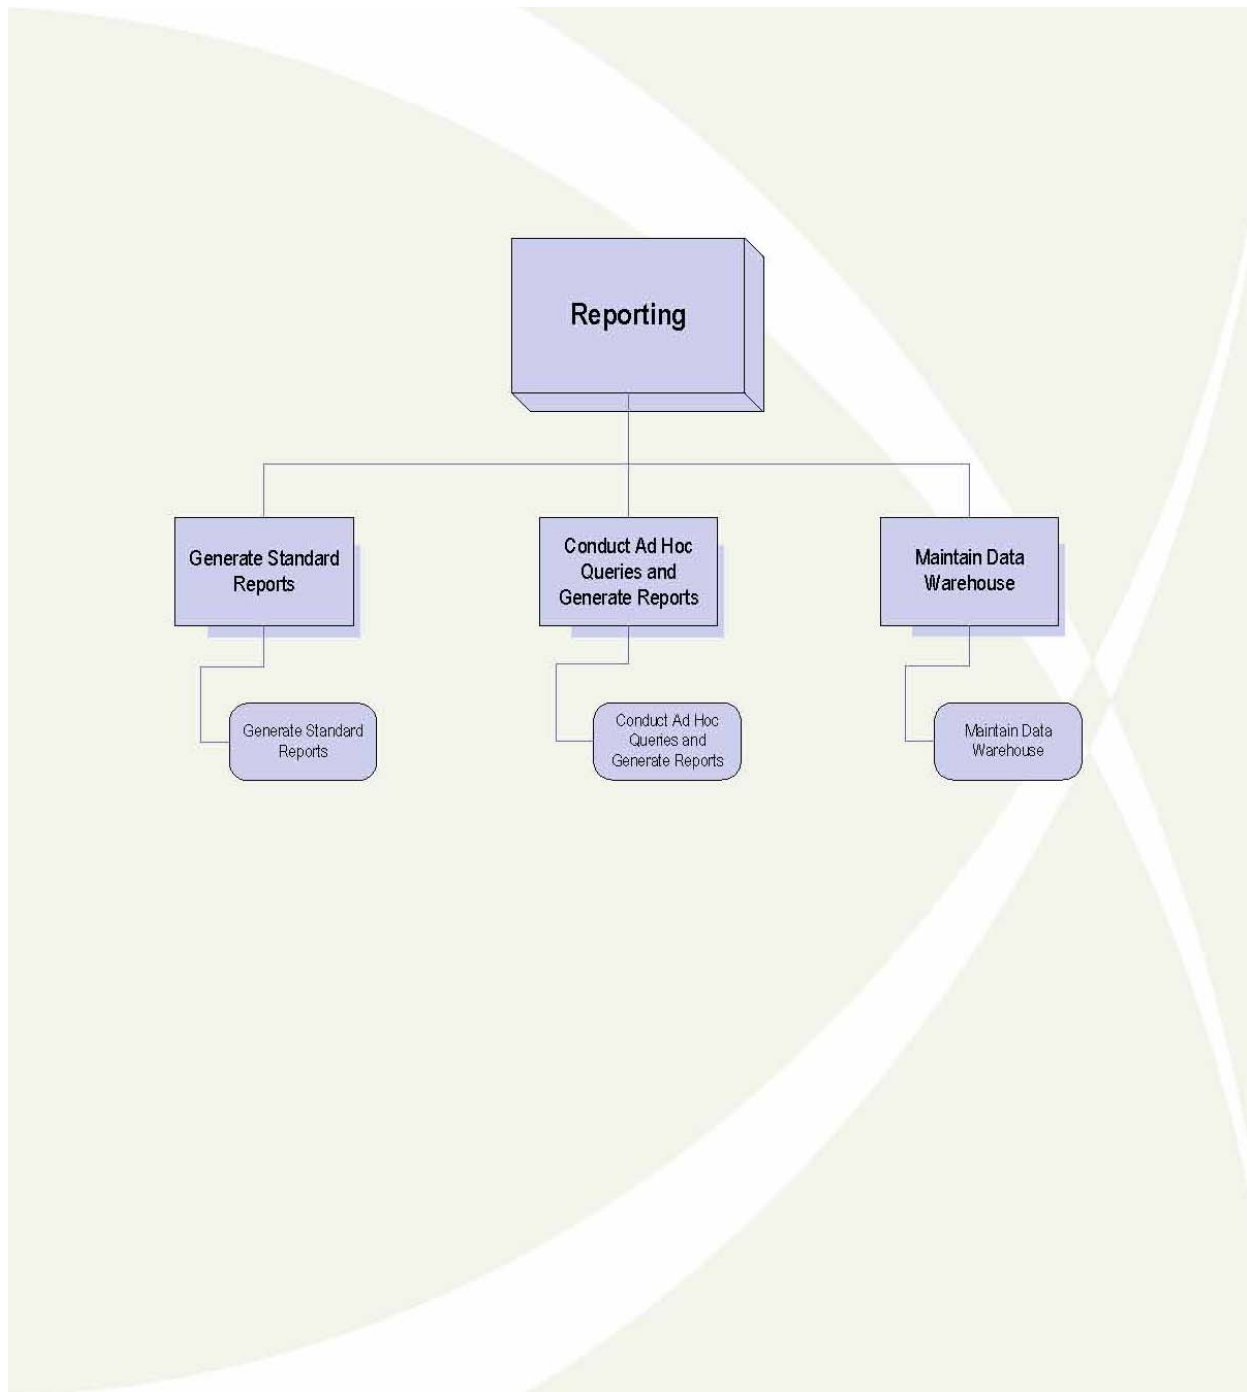 Reporting
Generate Standard
Reports
Conduct Ad Hoc
Queries and
Generate Reports
Maintain Data
Warehouse
Generate Standard
Reports
Conduct Ad Hoc
Queries and
Generate Reports
Maintain Data
Warehouse